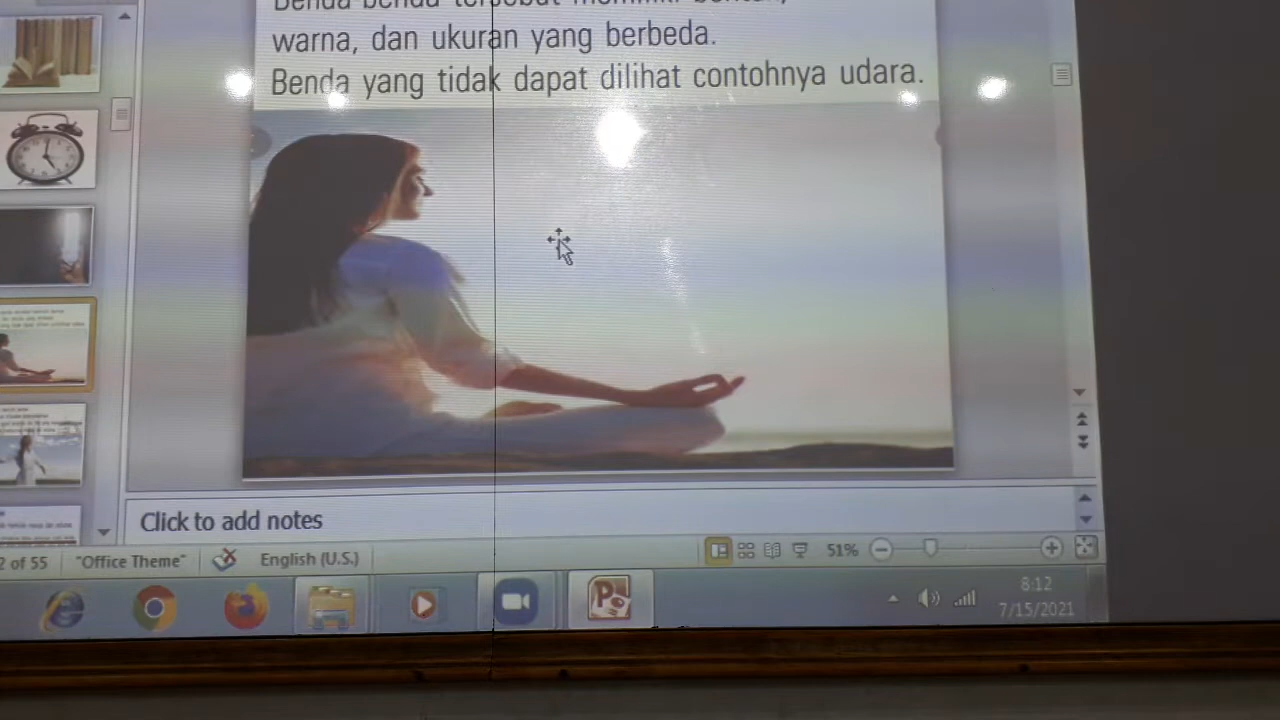 warna, dan ukuran yang berbeda.
Benda yang tidak dapat dilihat contohnya udara.
Click to add notes
2 of 55 "Office Theme" English (U.S.) 51%
8:12
7/15/2021